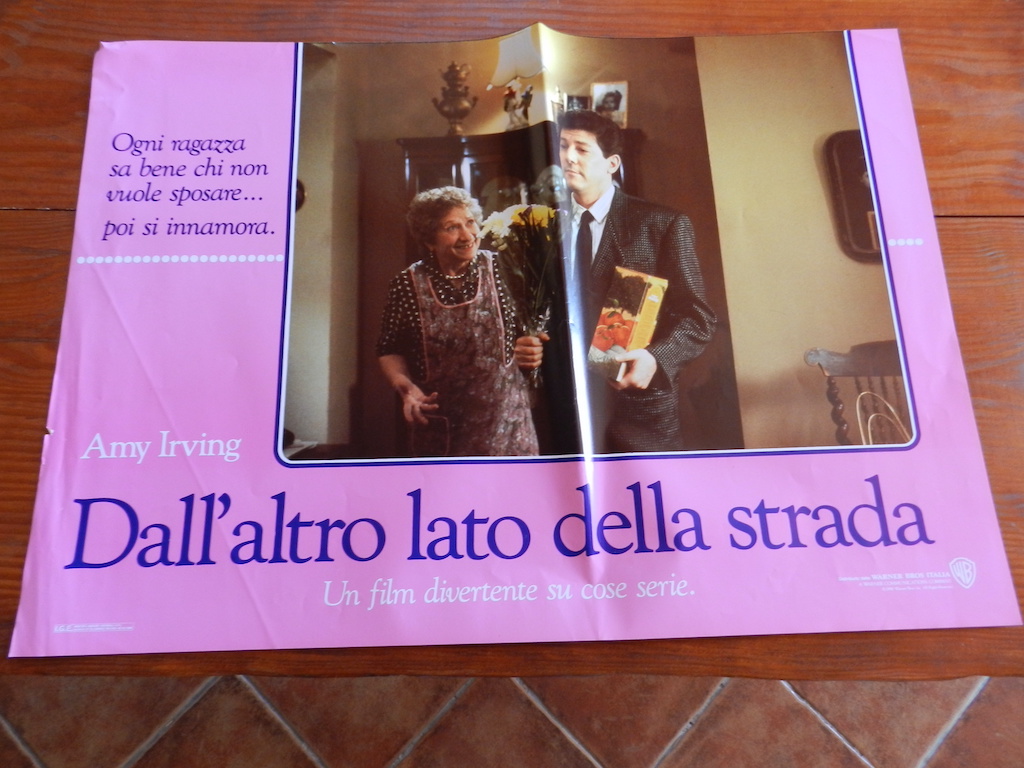 Ogni ragazza
sa bene chi non
vuole sposare...
poi si innamora.
Amy Irving
Dall'altro lato della strada
Un film divertente su cose serie.
WARNER BROS ITALIA
WB